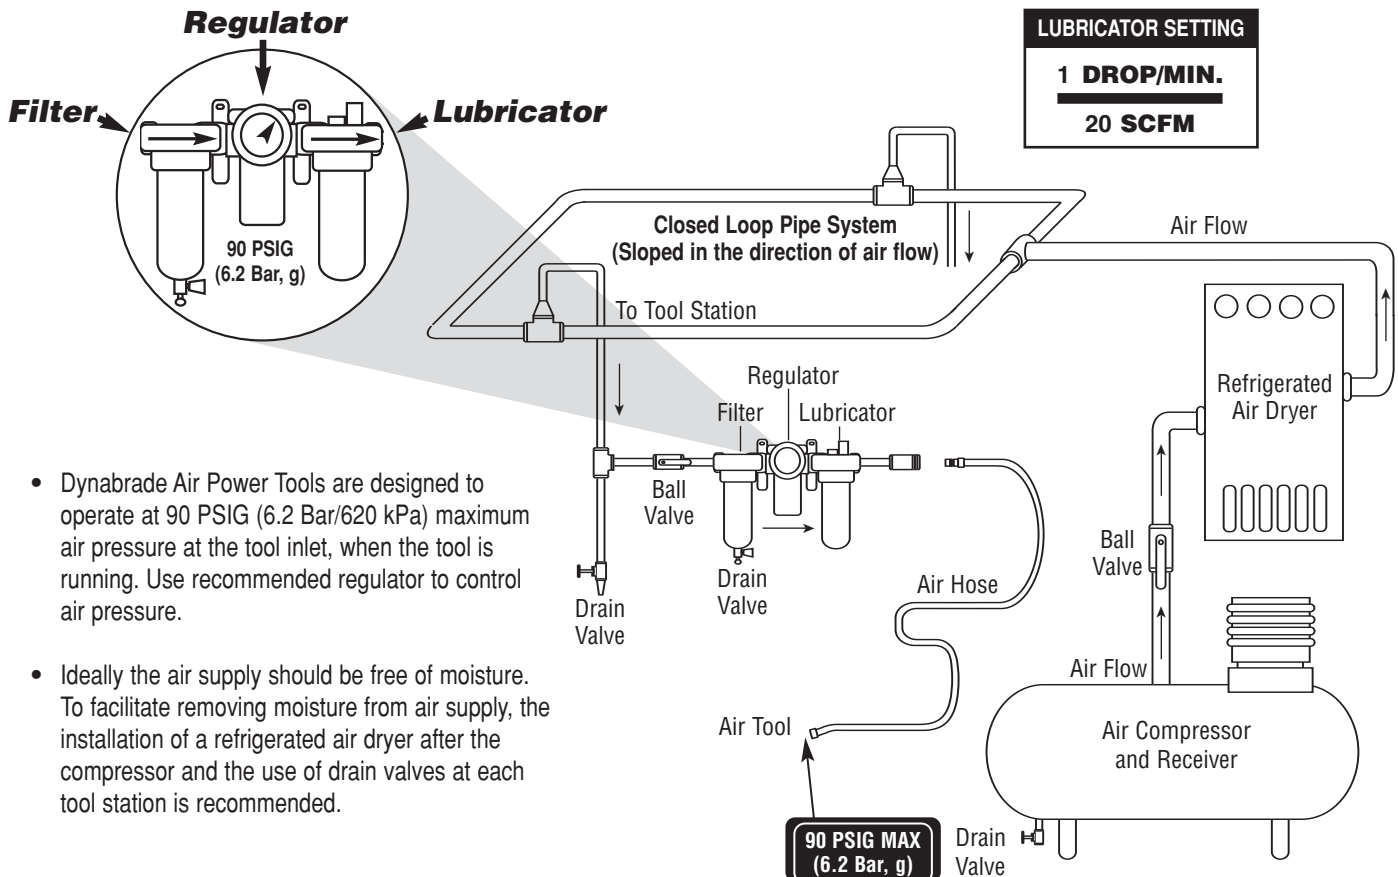 Regulator
Filter
Lubricator
90 PSIG
(6.2 Bar, g)
LUBRICATOR SETTING
1 DROP/MIN.
20 SCFM
Closed Loop Pipe System
(Sloped in the direction of air flow)
Air Flow
To Tool Station
Refrigerated
Air Dryer
Regulator
Filter
Lubricator
Ball
Valve
Drain
Valve
Drain
Valve
Air Hose
Ball
Valve
Air Flow
Air Tool
Air Compressor
and Receiver
90 PSIG MAX
(6.2 Bar, g)
Drain
Valve
• Dynabrade Air Power Tools are designed to
operate at 90 PSIG (6.2 Bar/620 kPa) maximum
air pressure at the tool inlet, when the tool is
running. Use recommended regulator to control
air pressure.
• Ideally the air supply should be free of moisture.
To facilitate removing moisture from air supply, the
installation of a refrigerated air dryer after the
compressor and the use of drain valves at each
tool station is recommended.